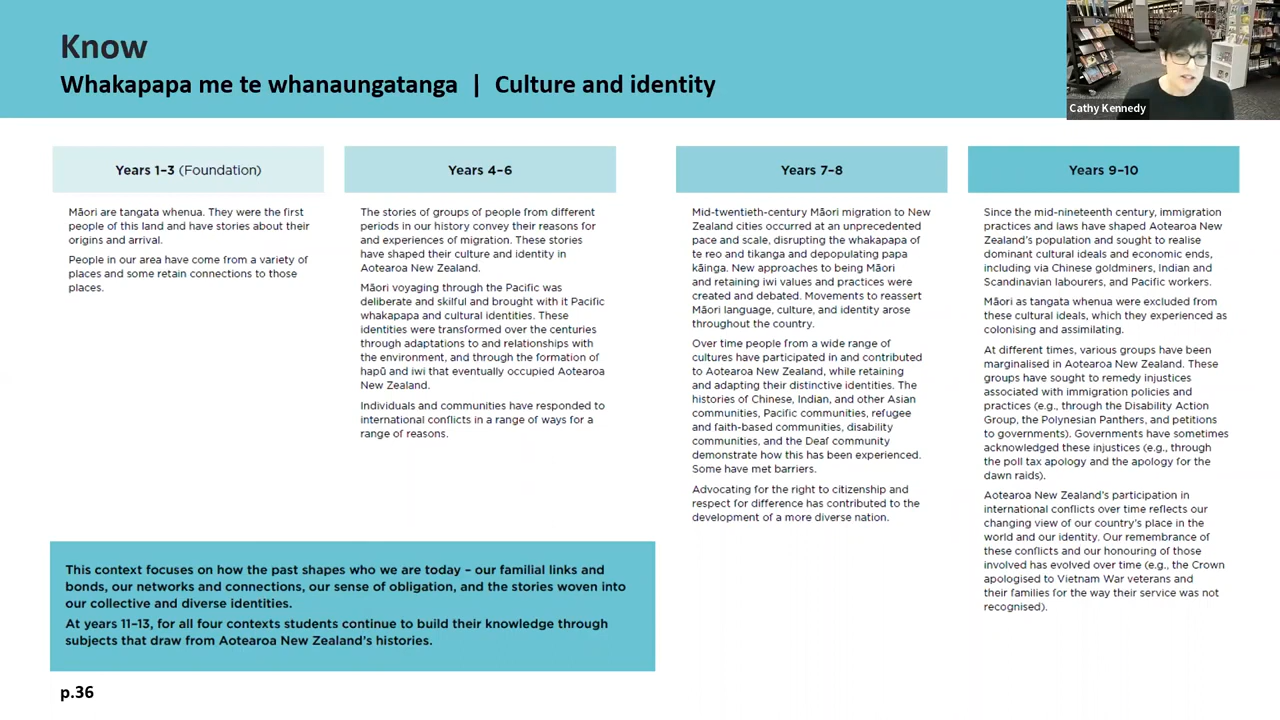 Know
Whakapapa me te whanaungatanga | Culture and identity
Cathy Kennedy
Years 1–3 (Foundation)
Māori are tangata whenua. They were the first
people of this land and have stories about their
origins and arrival.
People in our area have come from a variety of
places and some retain connections to those
places.
Years 4–6
The stories of groups of people from different
periods in our history convey their reasons for
and experiences of migration. These stories
have shaped their culture and identity in
Aotearoa New Zealand.
Māori voyaging through the Pacific was
deliberate and skilful and brought with it Pacific
whakapapa and cultural identities. These
identities were transformed over the centuries
through adaptations to and relationships with
the environment, and through the formation of
hapū and iwi that eventually occupied Aotearoa
New Zealand.
Individuals and communities have responded to
international conflicts in a range of ways for a
range of reasons.
Years 7–8
Mid-twentieth-century Māori migration to New
Zealand cities occurred at an unprecedented
pace and scale, disrupting the whakapapa of
te reo and tikanga and depopulating papa
kāinga. New approaches to being Māori
and retaining iwi values and practices were
created and debated. Movements to reassert
Māori language, culture, and identity arose
throughout the country.
Over time people from a wide range of
cultures have participated in and contributed
to Aotearoa New Zealand, while retaining
and adapting their distinctive identities. The
histories of Chinese, Indian, and other Asian
communities, Pacific communities, refugee
and faith-based communities, disability
communities, and the Deaf community
demonstrate how this has been experienced.
Some have met barriers.
Advocating for the right to citizenship and
respect for difference has contributed to the
development of a more diverse nation.
Years 9–10
Since the mid-nineteenth century, immigration
practices and laws have shaped Aotearoa New
Zealand's population and sought to realise
dominant cultural ideals and economic ends,
including via Chinese goldminers, Indian and
Scandinavian labourers, and Pacific workers.
Māori as tangata whenua were excluded from
these cultural ideals, which they experienced as
colonising and assimilating.
At different times, various groups have been
marginalised in Aotearoa New Zealand. These
groups have sought to remedy injustices
associated with immigration policies and
practices (e.g., through the Disability Action
Group, the Polynesian Panthers, and petitions
to governments). Governments have sometimes
acknowledged these injustices (e.g., through
the poll tax apology and the apology for the
dawn raids).
Aotearoa New Zealand's participation in
international conflicts over time reflects our
changing view of our country's place in the
world and our identity. Our remembrance of
these conflicts and our honouring of those
involved has evolved over time (e.g., the Crown
apologised to Vietnam War veterans and
their families for the way their service was not
recognised).
This context focuses on how the past shapes who we are today – our familial links and
bonds, our networks and connections, our sense of obligation, and the stories woven into
our collective and diverse identities.
At years 11–13, for all four contexts students continue to build their knowledge through
subjects that draw from Aotearoa New Zealand's histories.
p.36